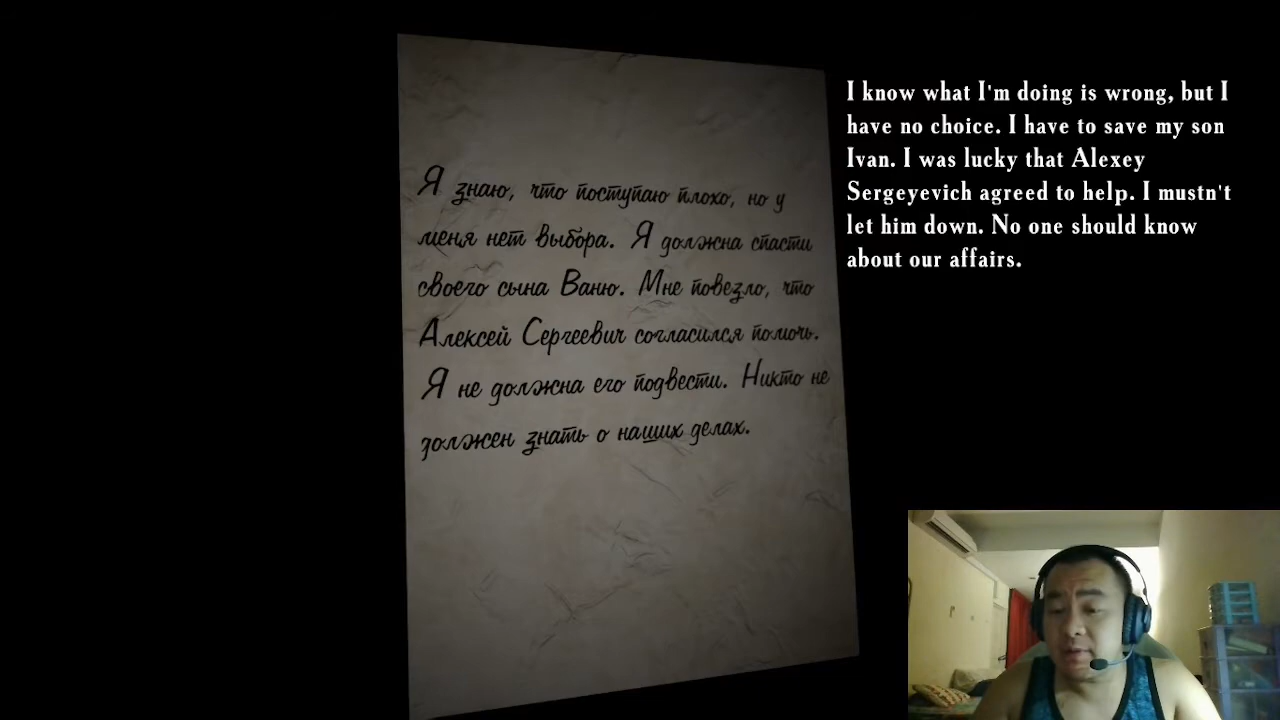 Я знаю, что поступаю плохо, но у
меня нет выбора. Я должна спасти
своего сына Ваню. Мне повезло, что
Алексей Сергеевич согласился помочь.
Я не должна его подвести. Никто не
должен знать о наших делах.
I know what I'm doing is wrong, but I
have no choice. I have to save my son
Ivan. I was lucky that Alexey
Sergeyevich agreed to help. I mustn't
let him down. No one should know
about our affairs.